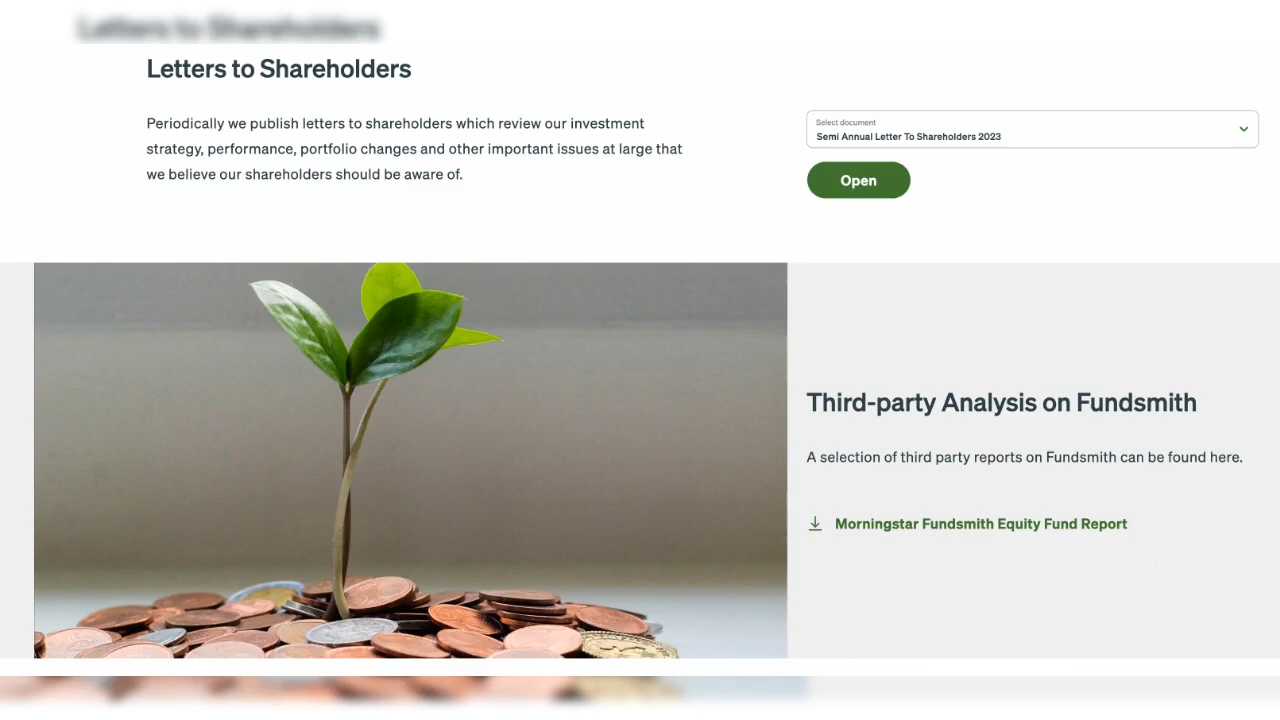 Letters to Shareholders
Letters to Shareholders
Periodically we publish letters to shareholders which review our investment
strategy, performance, portfolio changes and other important issues at large that
we believe our shareholders should be aware of.
Select document
Semi Annual Letter To Shareholders 2023
Open
Third-party Analysis on Fundsmith
A selection of third party reports on Fundsmith can be found here.
Morningstar Fundsmith Equity Fund Report